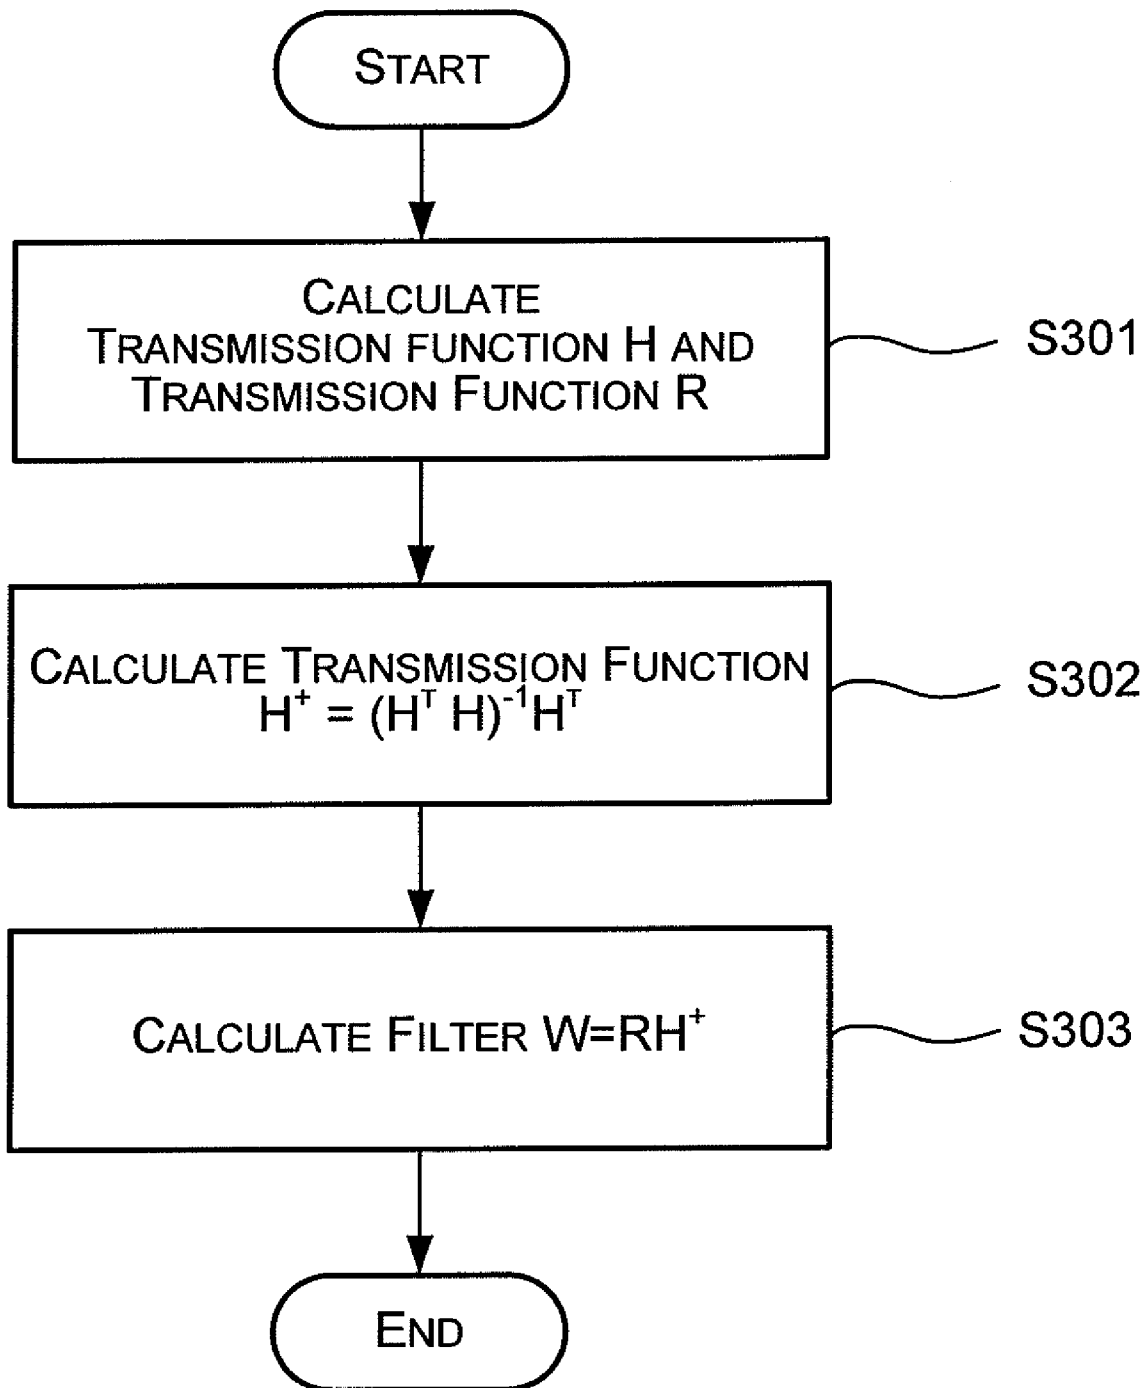 START
CALCULATE
TRANSMISSION FUNCTION H AND
TRANSMISSION FUNCTION R
S301
CALCULATE TRANSMISSION FUNCTION
H⁺ = (Hᵀ H)⁻¹Hᵀ
S302
CALCULATE FILTER W=RH⁺
S303
END